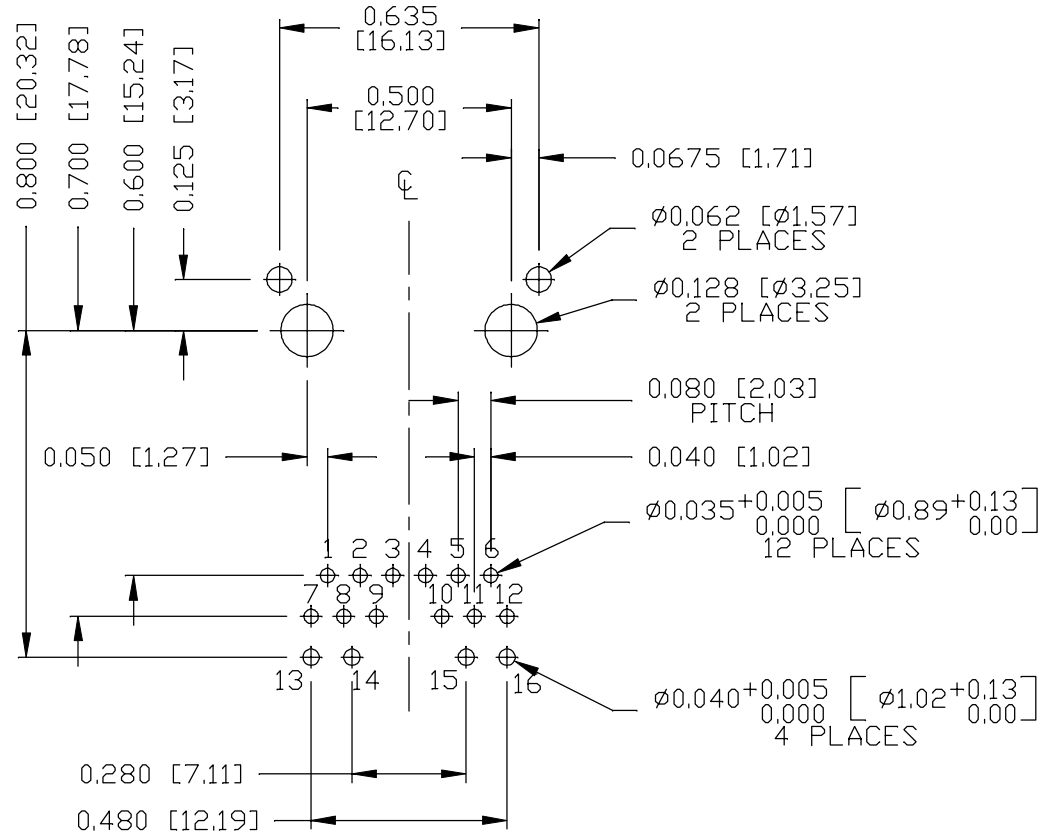 0.635
[16.13]
0.500
[12.70]
0.800 [20.32]
0.700 [17.78]
0.600 [15.24]
0.125 [3.17]
℄
0.0675 [1.71]
Ø0.062 [Ø1.57]
2 PLACES
Ø0.128 [Ø3.25]
2 PLACES
0.080 [2.03]
PITCH
0.050 [1.27]
0.040 [1.02]
Ø0.035 +0.005 0.000 [Ø0.89 +0.13 0.00]
12 PLACES
1 2 3 4 5 6
7 8 9 10 11 12
13 14 15 16
Ø0.040 +0.005 0.000 [Ø1.02 +0.13 0.00]
4 PLACES
0.280 [7.11]
0.480 [12.19]